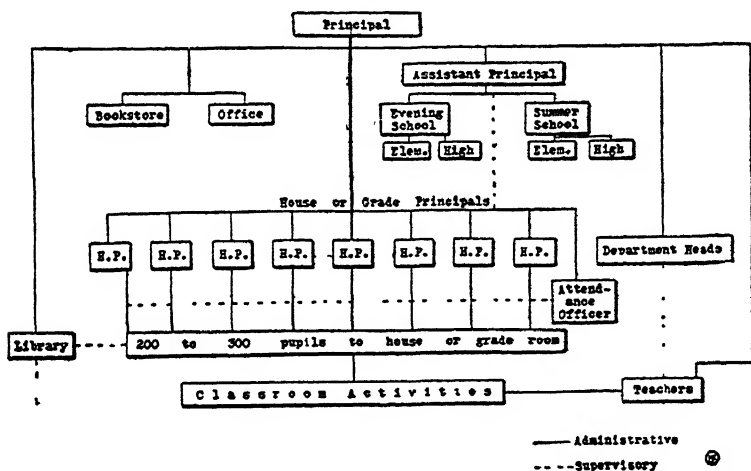 Principal
Assistant Principal
Bookstore
Office
Evening
School
Summer
School
Elem.
High
Elem.
High
House or Grade Principals
H.P.
H.P.
H.P.
H.P.
H.P.
H.P.
H.P.
H.P.
Department Heads
Attend-
ance
Officer
Library
200 to 300 pupils to house or grade room
Classroom Activities
Teachers
Administrative
Supervisory